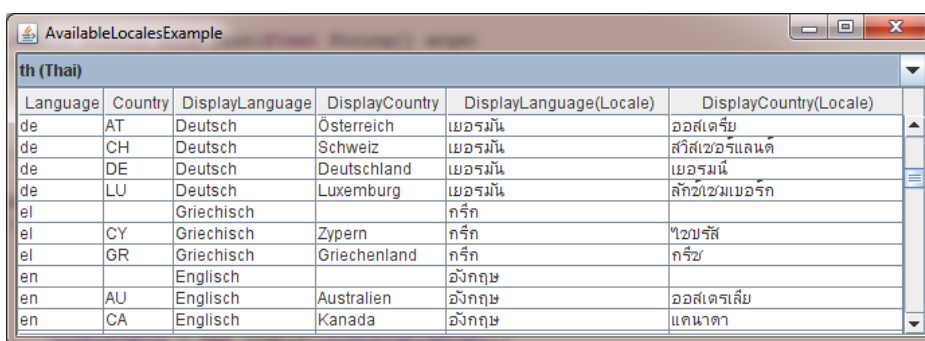 AvailableLocalesExample
th (Thai)
Language Country DisplayLanguage DisplayCountry DisplayLanguage(Locale) DisplayCountry(Locale)
de AT Deutsch Österreich เยอรมัน ออสเตรีย
de CH Deutsch Schweiz เยอรมัน สวิสเซอร์แลนด์
de DE Deutsch Deutschland เยอรมัน เยอรมนี
de LU Deutsch Luxemburg เยอรมัน ลักซ์เซมเบอร์ก
el Griechisch กรีก
el CY Griechisch Zypern กรีก ไซปรัส
el GR Griechisch Griechenland กรีก กรีซ
en Englisch อังกฤษ
en AU Englisch Australien อังกฤษ ออสเตรเลีย
en CA Englisch Kanada อังกฤษ แคนาดา